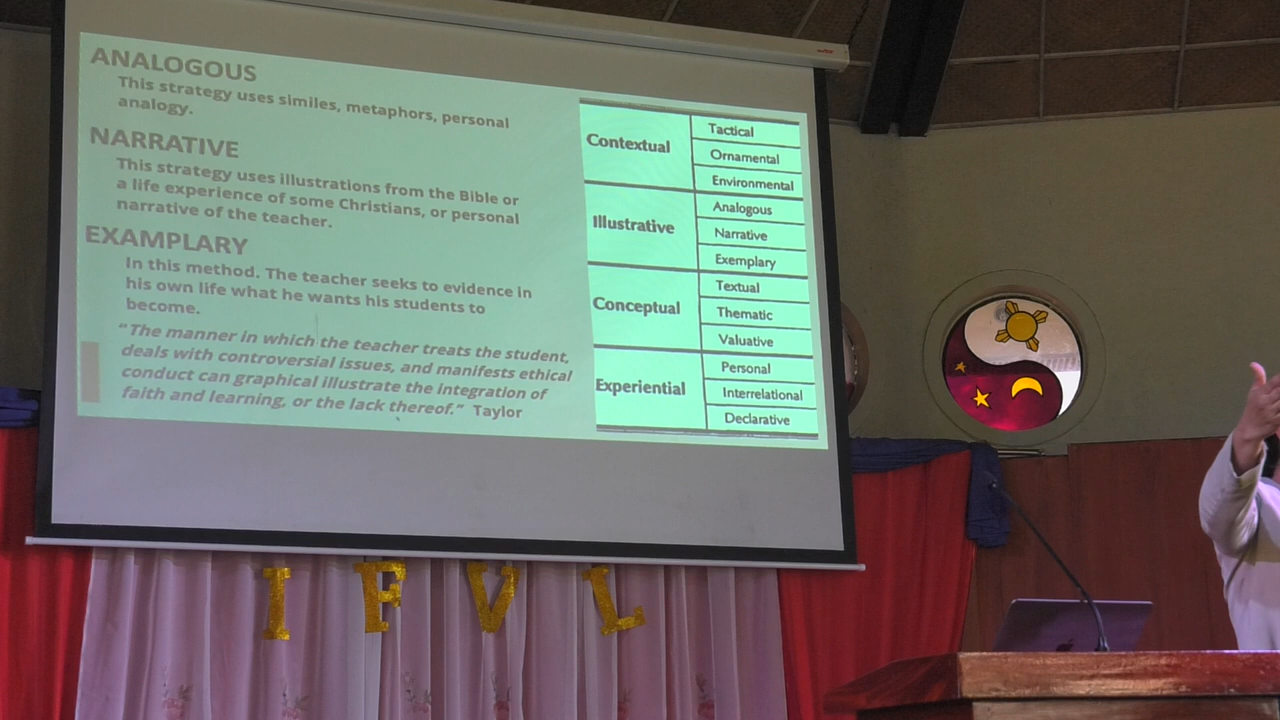 ANALOGOUS
This strategy uses similes, metaphors, personal
analogy.
NARRATIVE
This strategy uses illustrations from the Bible or
a life experience of some Christians, or personal
narrative of the teacher.
EXAMPLARY
In this method. The teacher seeks to evidence in
his own life what he wants his students to
become.
"The manner in which the teacher treats the student,
deals with controversial issues, and manifests ethical
conduct can graphical illustrate the integration of
faith and learning, or the lack thereof." Taylor
Contextual
Tactical
Ornamental
Environmental
Illustrative
Analogous
Narrative
Exemplary
Conceptual
Textual
Thematic
Valuative
Experiential
Personal
Interrelational
Declarative
I F V L